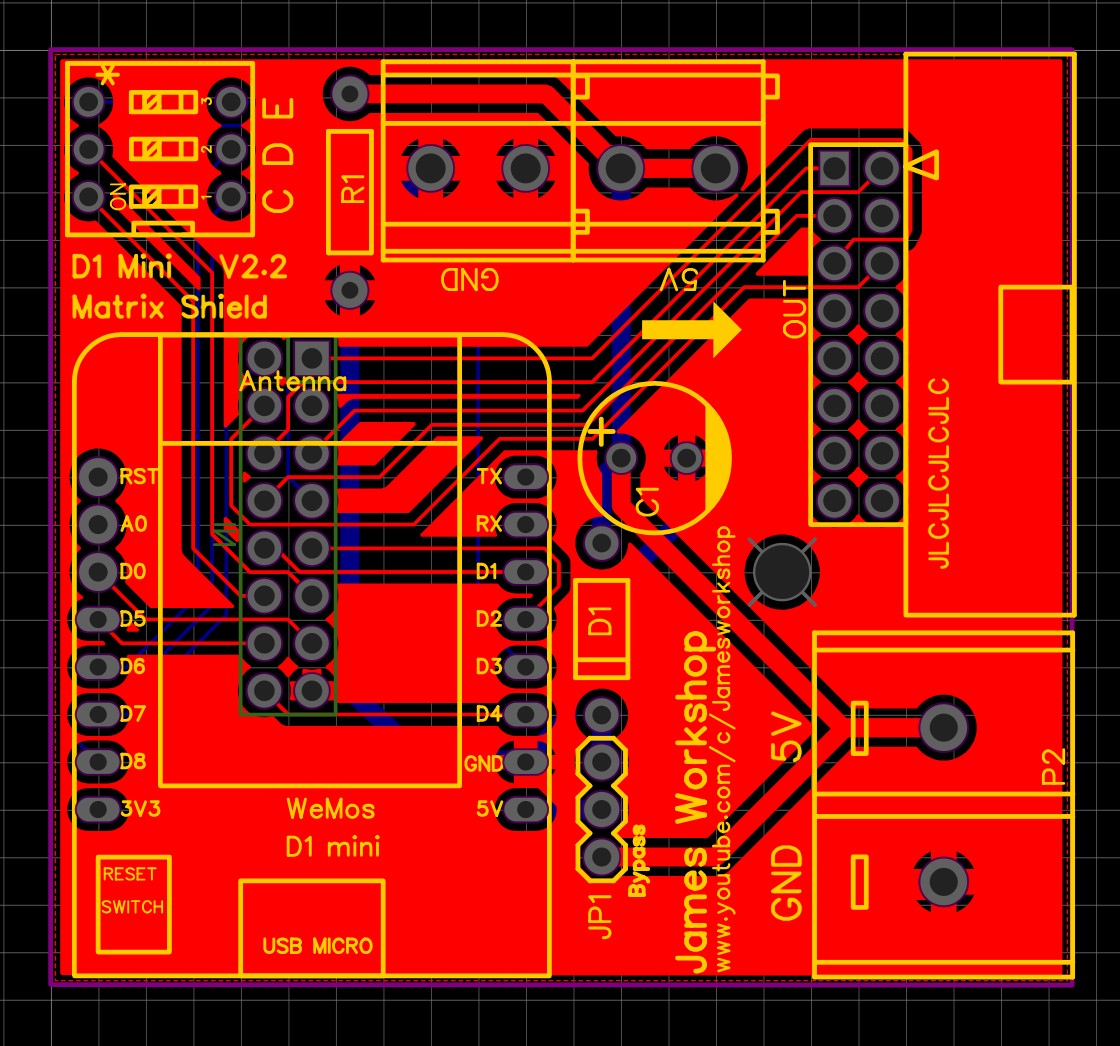 *
3
2
1
ON
C D E
D1 Mini V2.2
Matrix Shield
R1
GND
5V
OUT
Antenna
IN
+
C1
RST
A0
D0
D5
D6
D7
D8
3V3
TX
RX
D1
D2
D3
D4
GND
5V
WeMos
D1 mini
RESET
SWITCH
USB MICRO
D1
JP1
Bypass
James Workshop
www.youtube.com/c/Jamesworkshop
JLCJLCJLCJLC
5V
GND
P2